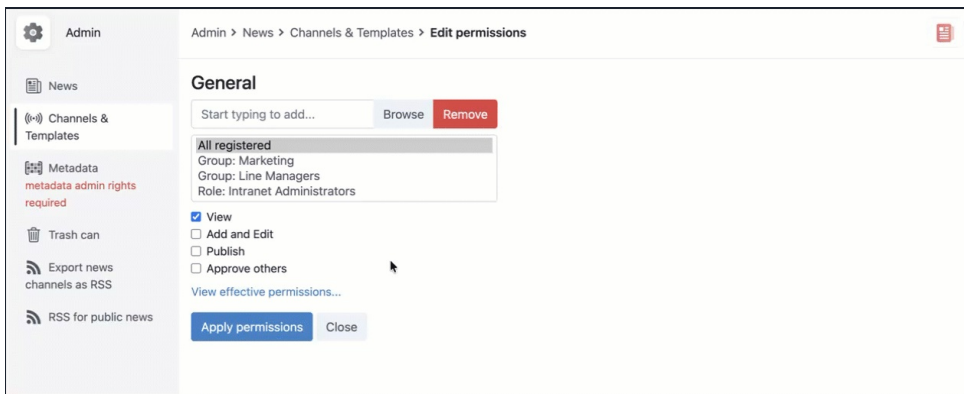 Admin
Admin > News > Channels & Templates > Edit permissions
News
Channels &
Templates
Metadata
metadata admin rights
required
Trash can
Export news
channels as RSS
RSS for public news
General
Start typing to add... Browse Remove
All registered
Group: Marketing
Group: Line Managers
Role: Intranet Administrators
View
Add and Edit
Publish
Approve others
View effective permissions...
Apply permissions Close